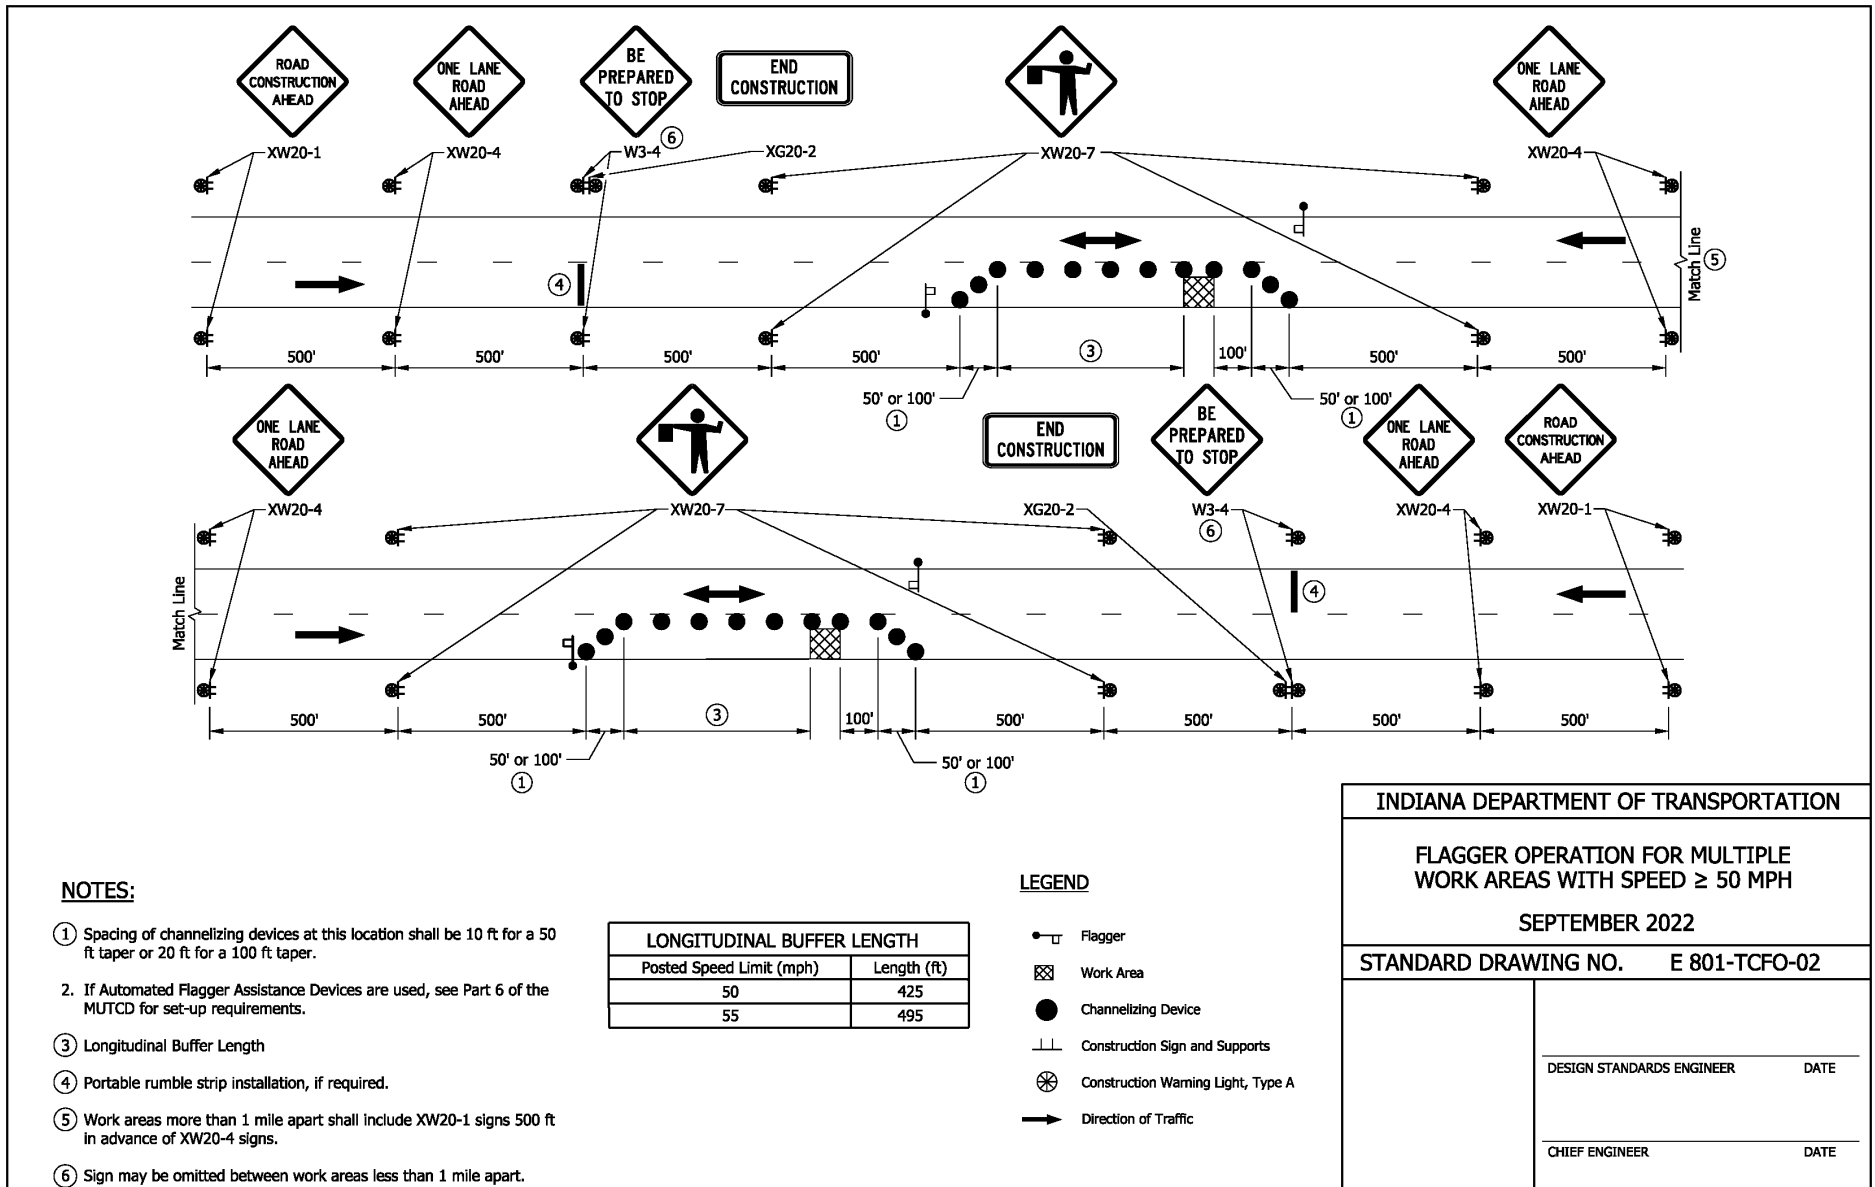 ROAD
CONSTRUCTION
AHEAD
ONE LANE
ROAD
AHEAD
BE
PREPARED
TO STOP
END
CONSTRUCTION
ONE LANE
ROAD
AHEAD
6
XW20-1
XW20-4
W3-4
XG20-2
XW20-7
XW20-4
4
Match Line
5
500'
500'
500'
500'
3
100'
500'
500'
50' or 100'
1
50' or 100'
1
ONE LANE
ROAD
AHEAD
END
CONSTRUCTION
BE
PREPARED
TO STOP
ONE LANE
ROAD
AHEAD
ROAD
CONSTRUCTION
AHEAD
XW20-4
XW20-7
XG20-2
W3-4
6
XW20-4
XW20-1
Match Line
4
500'
500'
3
100'
500'
500'
500'
500'
50' or 100'
1
50' or 100'
1
NOTES:
1 Spacing of channelizing devices at this location shall be 10 ft for a 50
ft taper or 20 ft for a 100 ft taper.
2. If Automated Flagger Assistance Devices are used, see Part 6 of the
MUTCD for set-up requirements.
3 Longitudinal Buffer Length
4 Portable rumble strip installation, if required.
5 Work areas more than 1 mile apart shall include XW20-1 signs 500 ft
in advance of XW20-4 signs.
6 Sign may be omitted between work areas less than 1 mile apart.
LONGITUDINAL BUFFER LENGTH
Posted Speed Limit (mph) Length (ft)
50 425
55 495
LEGEND
Flagger
Work Area
Channelizing Device
Construction Sign and Supports
Construction Warning Light, Type A
Direction of Traffic
INDIANA DEPARTMENT OF TRANSPORTATION
FLAGGER OPERATION FOR MULTIPLE
WORK AREAS WITH SPEED ≥ 50 MPH
SEPTEMBER 2022
STANDARD DRAWING NO. E 801-TCFO-02
DESIGN STANDARDS ENGINEER DATE
CHIEF ENGINEER DATE